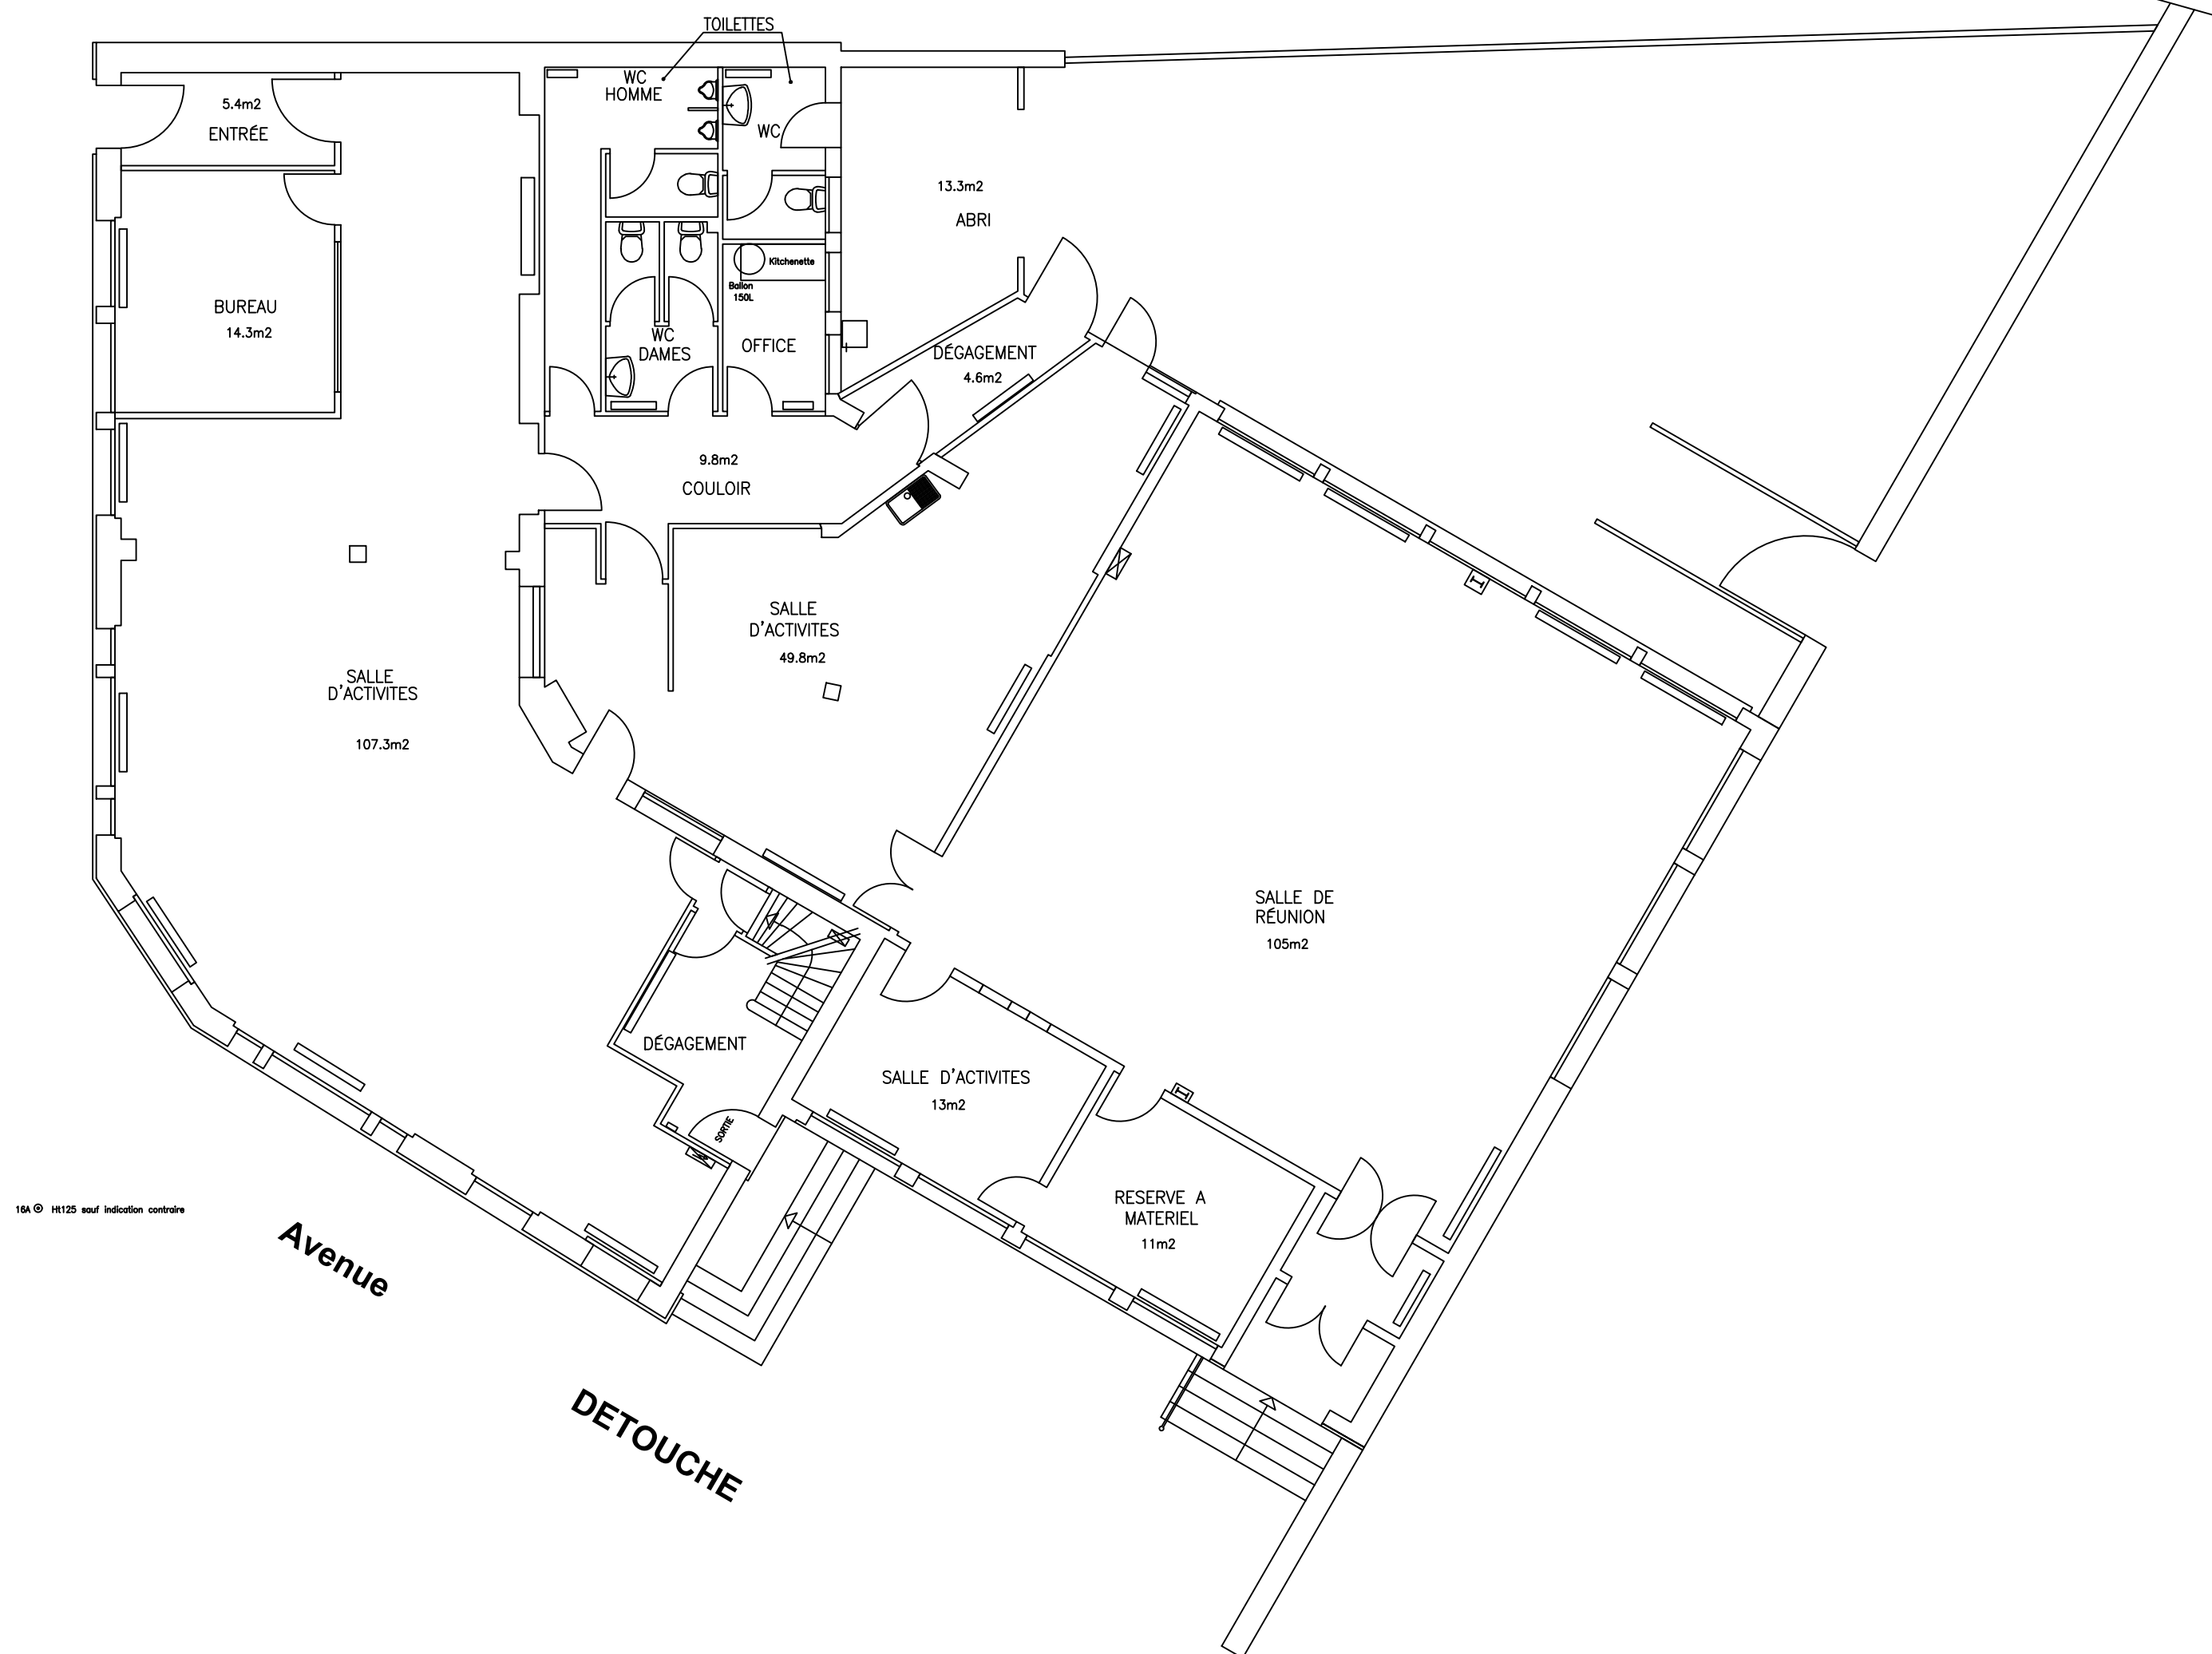 TOILETTES
WC
HOMME
5.4m2
ENTRÉE
WC
13.3m2
ABRI
Kitchenette
Ballon
150L
BUREAU
14.3m2
WC
DAMES
OFFICE
DÉGAGEMENT
4.6m2
9.8m2
COULOIR
SALLE
D'ACTIVITES
49.8m2
SALLE
D'ACTIVITES
107.3m2
SALLE DE
RÉUNION
105m2
DÉGAGEMENT
SALLE D'ACTIVITES
13m2
SORTIE
RESERVE A
MATERIEL
11m2
16A Ht125 sauf indication contraire
Avenue
DETOUCHE